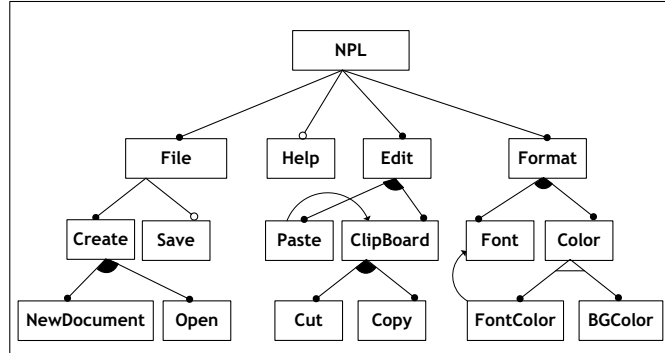 NPL
File Help Edit Format
Create Save Paste ClipBoard Font Color
NewDocument Open Cut Copy FontColor BGColor